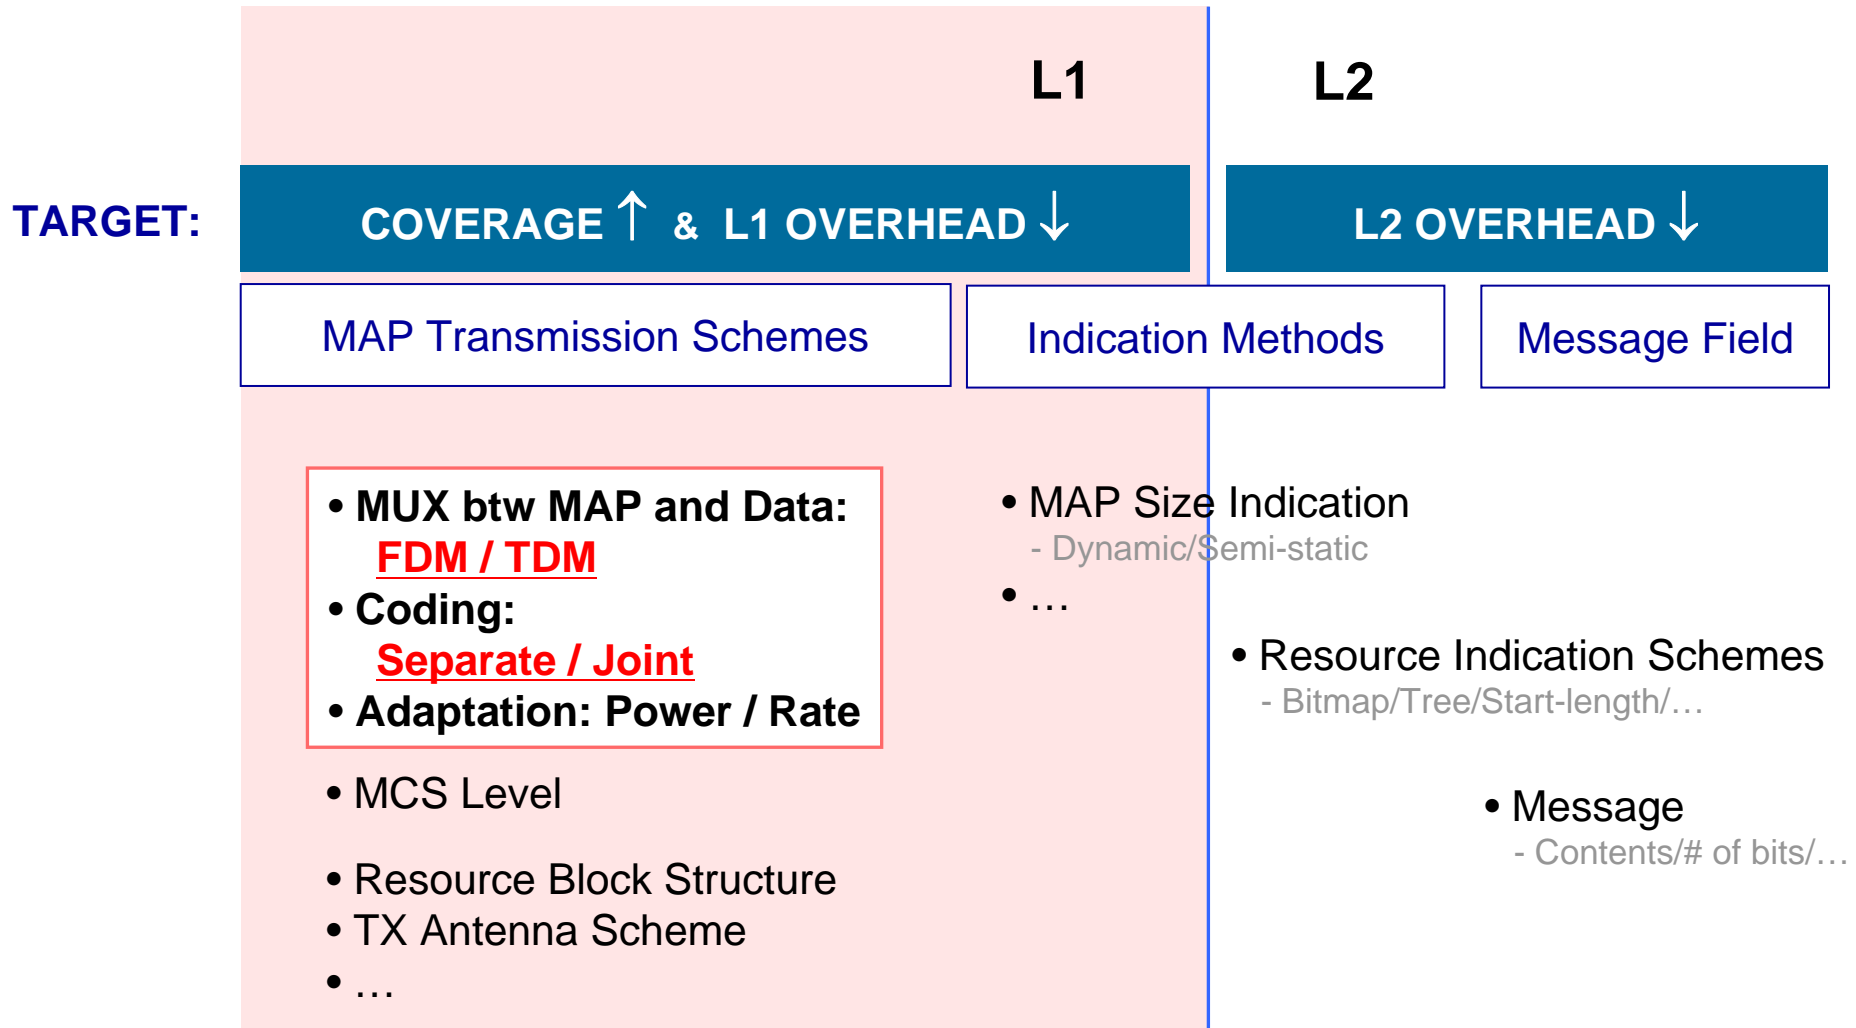 L1
L2
TARGET:
COVERAGE ↑ & L1 OVERHEAD ↓
L2 OVERHEAD ↓
MAP Transmission Schemes
Indication Methods
Message Field
• MUX btw MAP and Data:
FDM / TDM
• Coding:
Separate / Joint
• Adaptation: Power / Rate
• MCS Level
• Resource Block Structure
• TX Antenna Scheme
• …
• MAP Size Indication
- Dynamic/Semi-static
• …
• Resource Indication Schemes
- Bitmap/Tree/Start-length/…
• Message
- Contents/# of bits/…